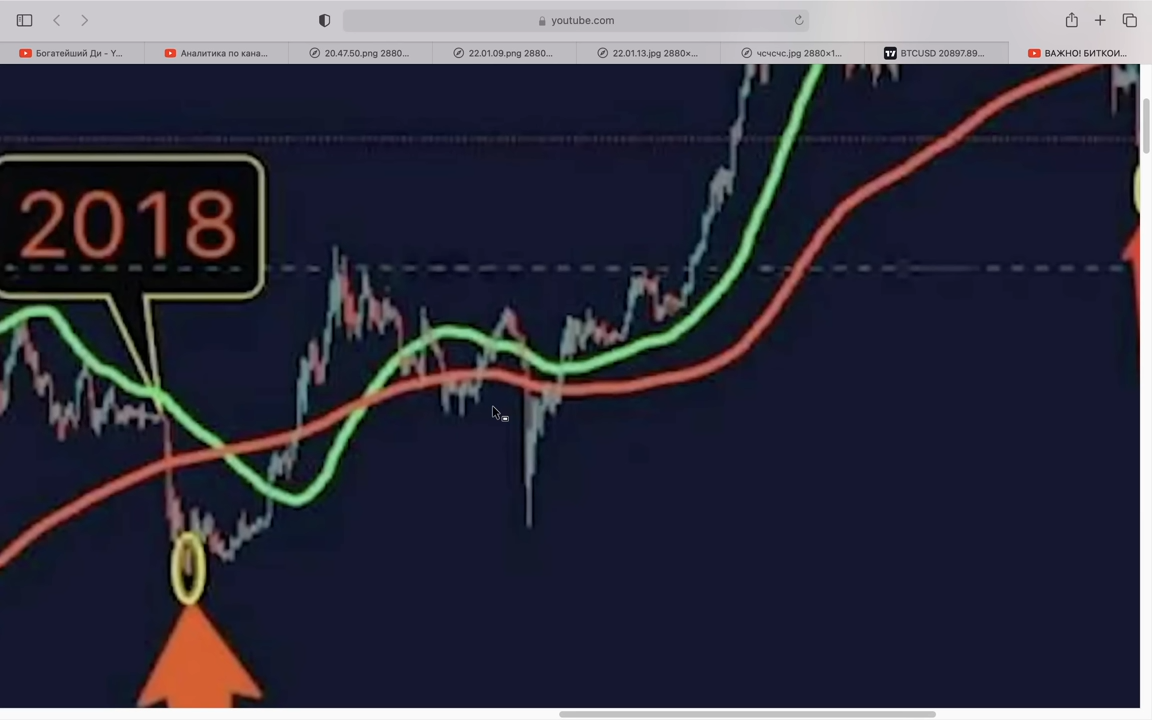 youtube.com
Богатейший Ди - Y...
Аналитика по кана...
20.47.50.png 2880...
22.01.09.png 2880...
22.01.13.jpg 2880×...
чсчсчс.jpg 2880×1...
BTCUSD 20897.89...
ВАЖНО! БИТКОИ...
2018